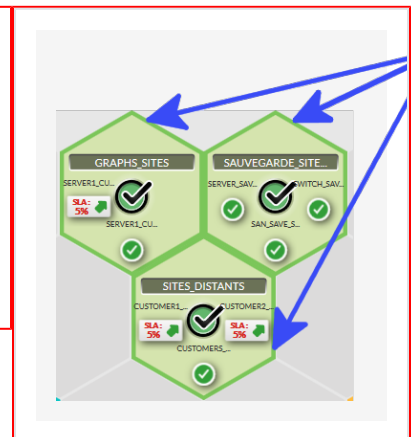 GRAPHS_SITES
SERVER1_CU...
SLA:
5%
SERVER1_CU...
SAUVEGARDE_SITE...
SERVER_SAV...
SWITCH_SAV...
SAN_SAVE_S...
SITES_DISTANTS
CUSTOMER1_...
CUSTOMER2_...
SLA:
5%
SLA:
5%
CUSTOMERS_...